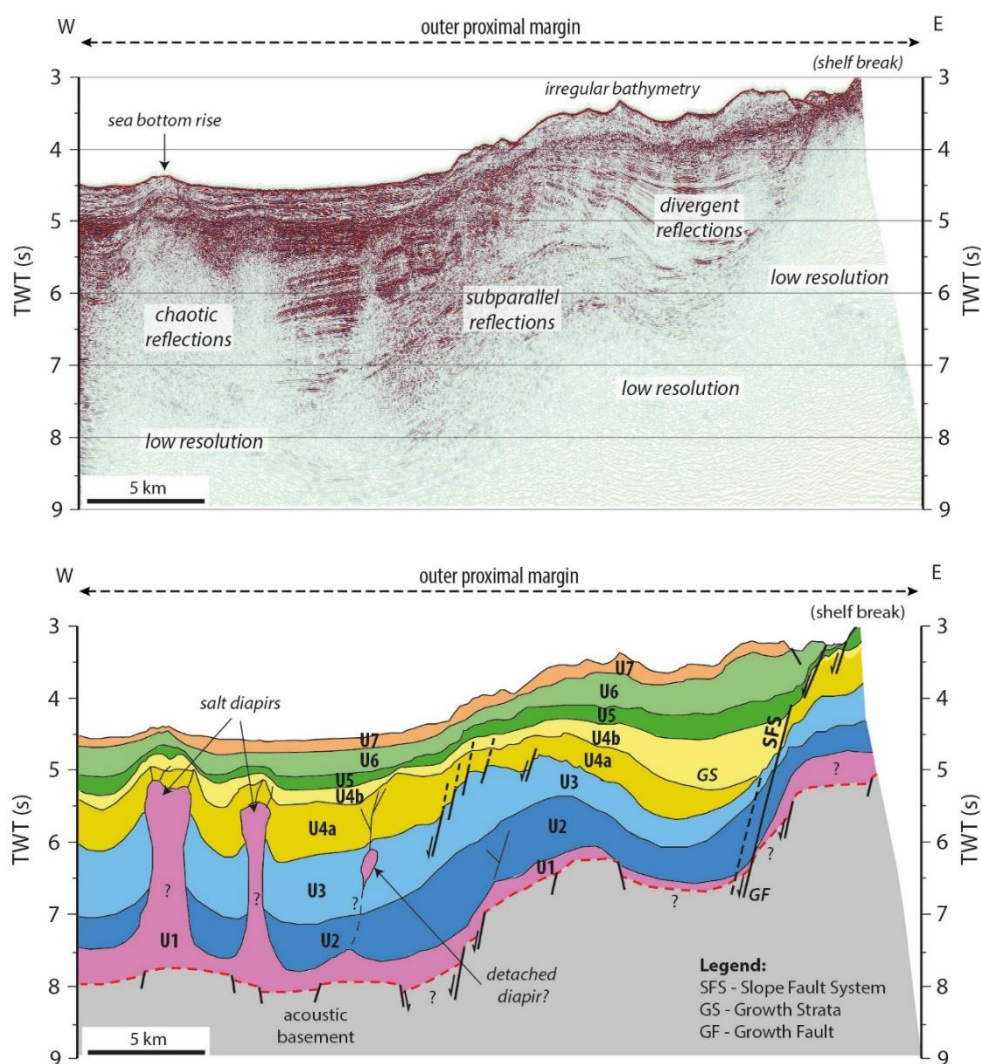 W
outer proximal margin
E
(shelf break)
irregular bathymetry
sea bottom rise
3
3
4
4
divergent
reflections
5
5
TWT (s)
TWT (s)
low resolution
6
6
chaotic
reflections
subparallel
reflections
7
7
low resolution
low resolution
8
8
5 km
9
9
W
outer proximal margin
E
(shelf break)
3
3
U7
salt diapirs
4
4
U6
U7
U5
SFS
U6
U4b
5
5
U5
GS
?
U4b
U4a
U3
TWT (s)
TWT (s)
U4a
6
6
U2
?
U1
U3
?
?
?
?
?
GF
7
7
U1
U2
8
8
?
detached
diapir?
Legend:
SFS - Slope Fault System
GS - Growth Strata
GF - Growth Fault
acoustic
basement
5 km
9
9